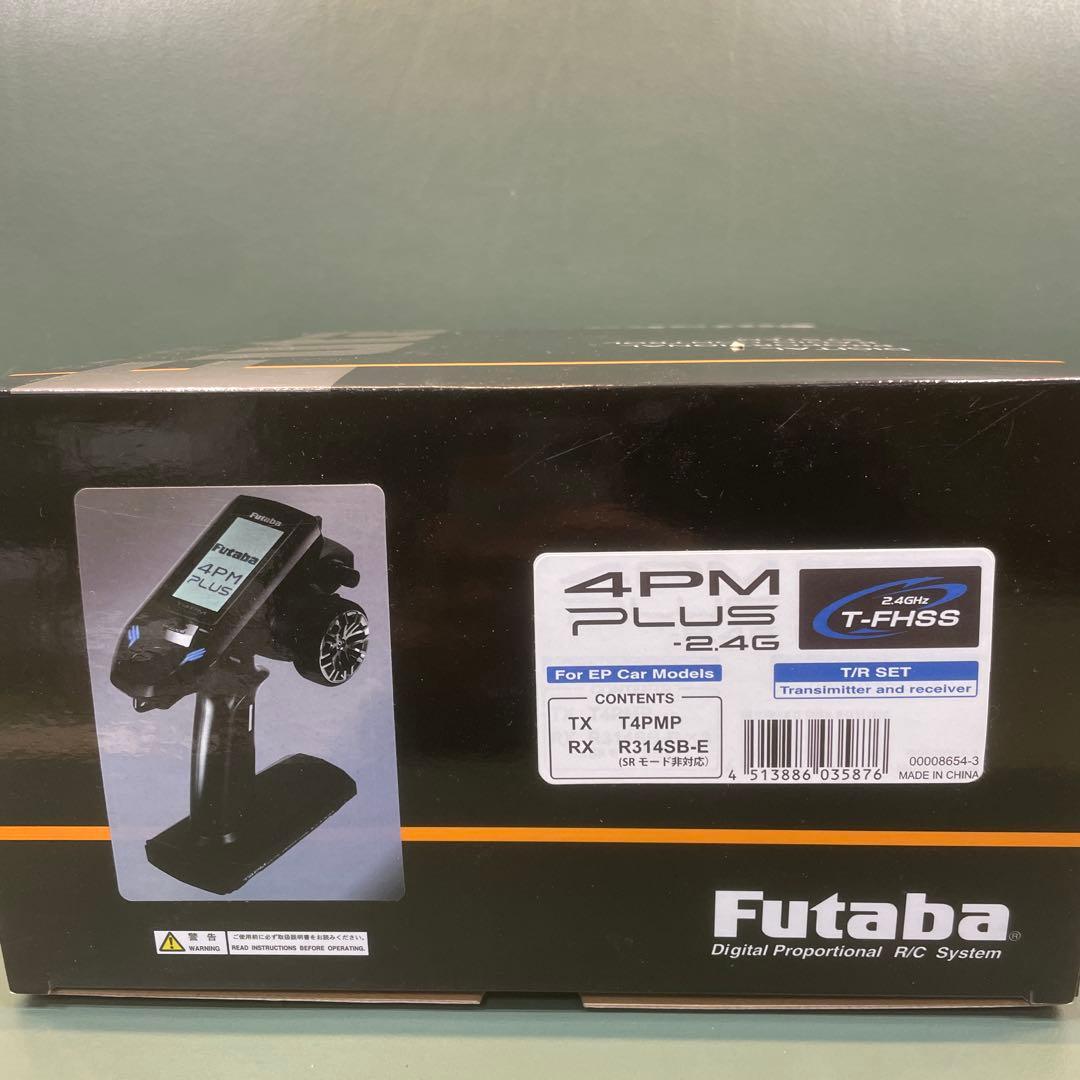 Futaba
Futaba
4PM
PLUS
4PM
PLUS
-2.4G
2.4GHz
T-FHSS
For EP Car Models
T/R SET
Transimitter and receiver
CONTENTS
TX T4PMP
RX R314SB-E
(SRモード非対応)
4 513886 035876
00008654-3
MADE IN CHINA
Futaba®
Digital Proportional R/C System
警告
WARNING
ご使用前に必ず取扱説明書をお読みください。
READ INSTRUCTIONS BEFORE OPERATING.